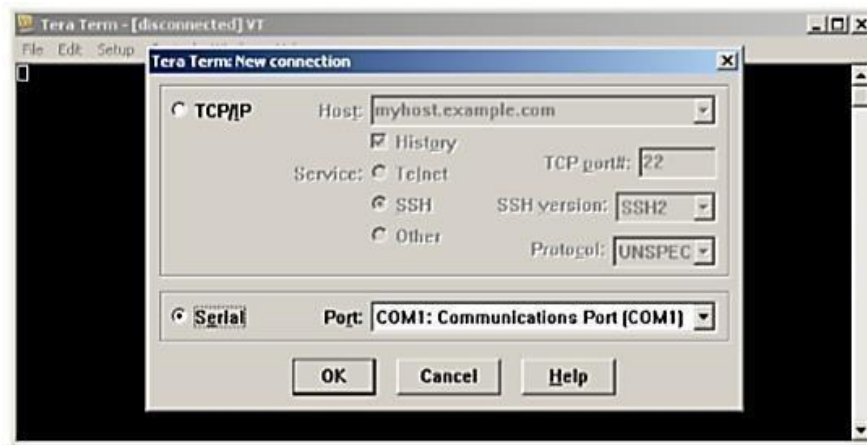 Tera Term - [disconnected] VT
File Edit Setup
Tera Term: New connection
TCP/IP Host: myhost.example.com
History
Service: Telnet TCP port#: 22
SSH SSH version: SSH2
Other Protocol: UNSPEC
Serial Port: COM1: Communications Port (COM1)
OK Cancel Help